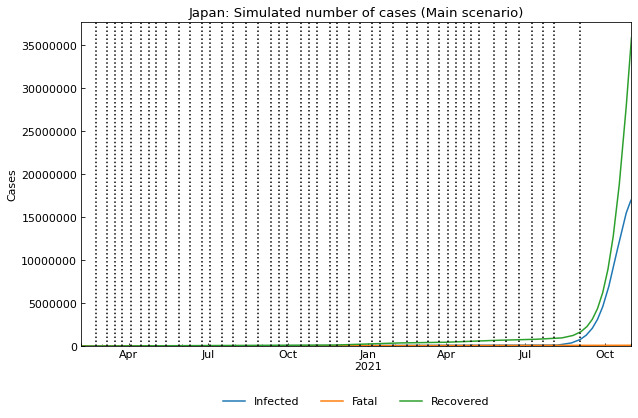 Japan: Simulated number of cases (Main scenario)
35000000
30000000
25000000
20000000
15000000
10000000
5000000
0
Cases
Apr Jul Oct Jan Apr Jul Oct
2021
Infected Fatal Recovered